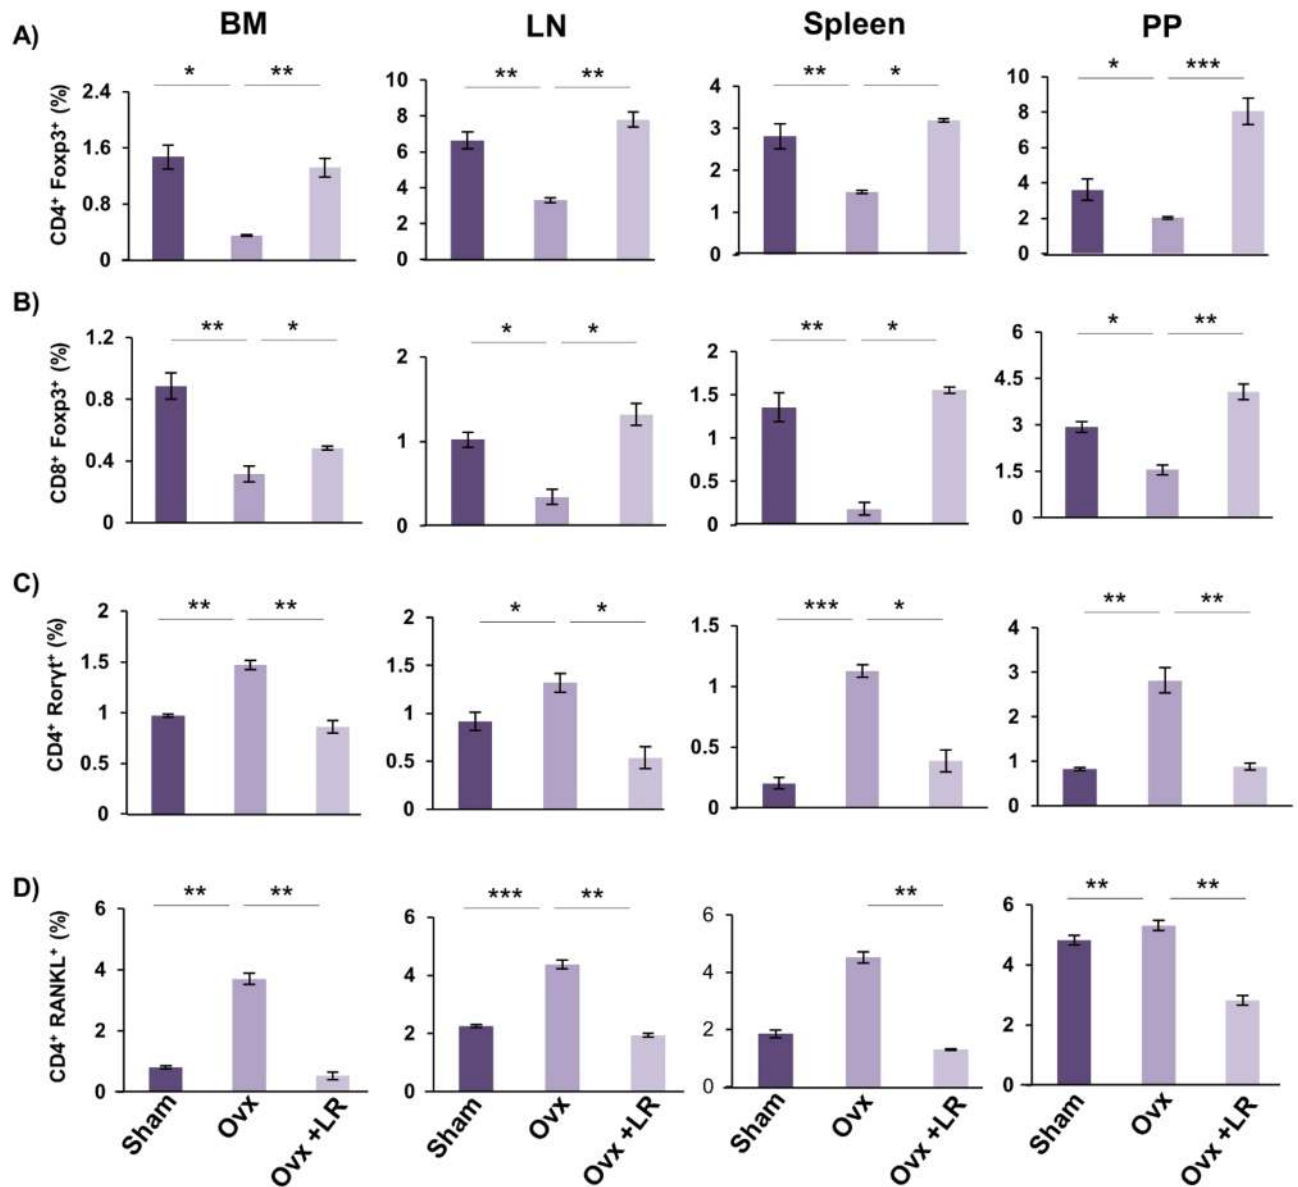 A) BM LN Spleen PP
CD4⁺ Foxp3⁺ (%)
* ** ** ** ** * * ***
2.4 1.6 0.8 0
10 8 6 4 2 0
4 3 2 1 0
10 8 6 4 2 0
B)
CD8⁺ Foxp3⁺ (%)
** * * * ** * * **
1.2 0.8 0.4 0
2 1 0
2 1.5 1 0.5 0
6 4.5 3 1.5 0
C)
CD4⁺ Rorγt⁺ (%)
** ** * * *** * ** **
2 1.5 1 0.5 0
2 1.5 1 0.5 0
1.5 1 0.5 0
4 3 2 1 0
D)
CD4⁺ RANKL⁺ (%)
** ** *** ** ** ** **
6 4 2 0
6 4 2 0
6 4 2 0
6 4 2 0
Sham Ovx Ovx +LR Sham Ovx Ovx +LR Sham Ovx Ovx +LR Sham Ovx Ovx +LR